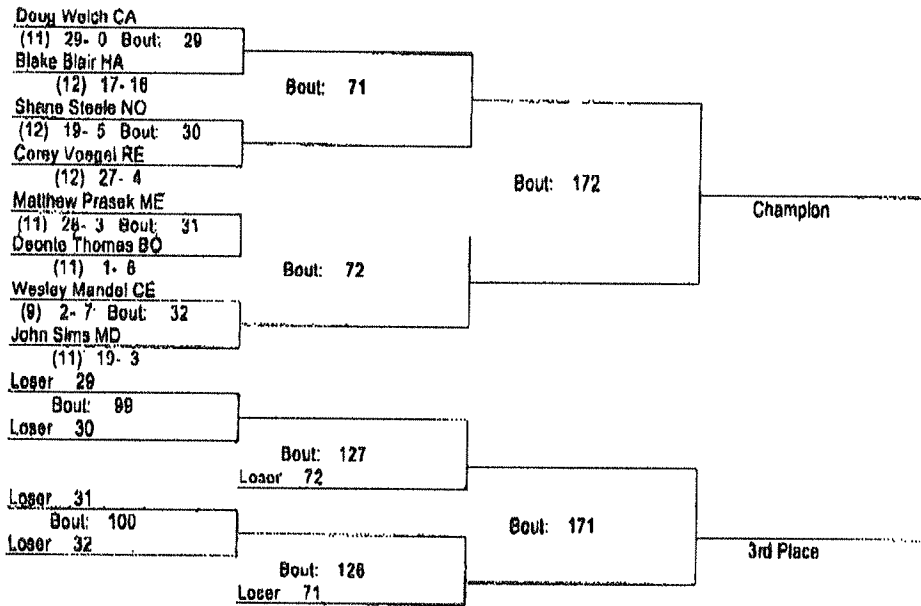 Doug Welch CA
(11) 29- 0 Bout: 29
Blake Blair HA
(12) 17- 16
Shane Steele NO
(12) 19- 5 Bout: 30
Corey Voegel RE
(12) 27- 4
Matthew Prasek ME
(11) 28- 3 Bout: 31
Deonte Thomas BO
(11) 1- 6
Wesley Mandel CE
(9) 2- 7 Bout: 32
John Sims MD
(11) 19- 3
Bout: 71
Bout: 72
Bout: 172
Champion
Loser 29
Bout: 99
Loser 30
Loser 31
Bout: 100
Loser 32
Bout: 127
Loser 72
Bout: 128
Loser 71
Bout: 171
3rd Place